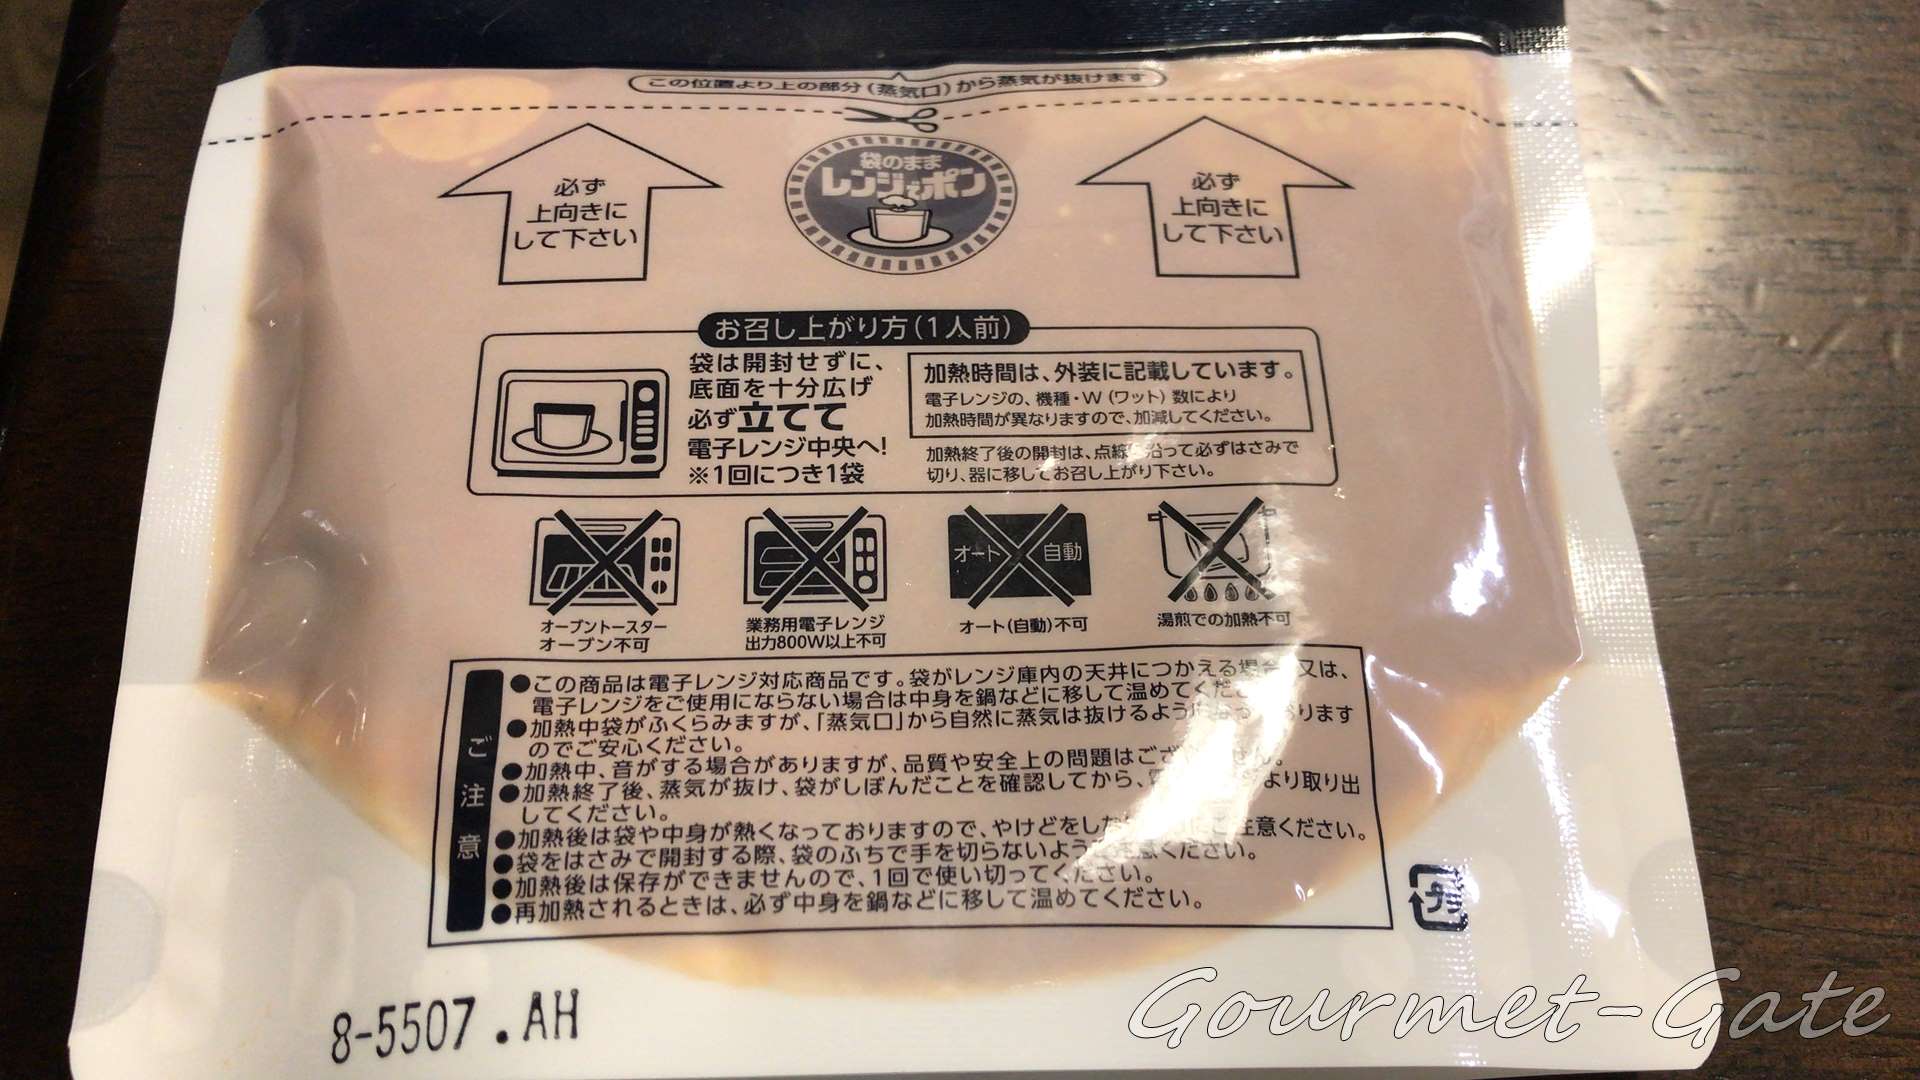 この位置より上の部分(蒸気口)から蒸気が抜けます
必ず
上向きに
して下さい
袋のまま
レンジでポン
必ず
上向きに
して下さい
お召し上がり方(1人前)
袋は開封せずに、
底面を十分広げ
必ず立てて
電子レンジ中央へ!
※1回につき1袋
加熱時間は、外装に記載しています。
電子レンジの、機種・W(ワット)数により
加熱時間が異なりますので、加減してください。
加熱終了後の開封は、点線 沿って必ずはさみで
切り、器に移してお召し上がり下さい。
オーブントースター
オーブン不可
業務用電子レンジ
出力800W以上不可
オート 自動
オート(自動)不可
湯煎での加熱不可
ご注意
●この商品は電子レンジ対応商品です。袋がレンジ庫内の天井につかえる場合 又は、
電子レンジをご使用にならない場合は中身を鍋などに移して温めてくだ
●加熱中袋がふくらみますが、「蒸気口」から自然に蒸気は抜けるよう おります
のでご安心ください。
●加熱中、音がする場合がありますが、品質や安全上の問題はござ せん。
●加熱終了後、蒸気が抜け、袋がしぼんだことを確認してから、 より取り出
してください。
●加熱後は袋や中身が熱くなっておりますので、やけどをしな 注意ください。
●袋をはさみで開封する際、袋のふちで手を切らないよう ください。
●加熱後は保存ができませんので、1回で使い切ってください。
●再加熱されるときは、必ず中身を鍋などに移して温めてください。
プラ
8-5507.AH
Gourmet-Gate